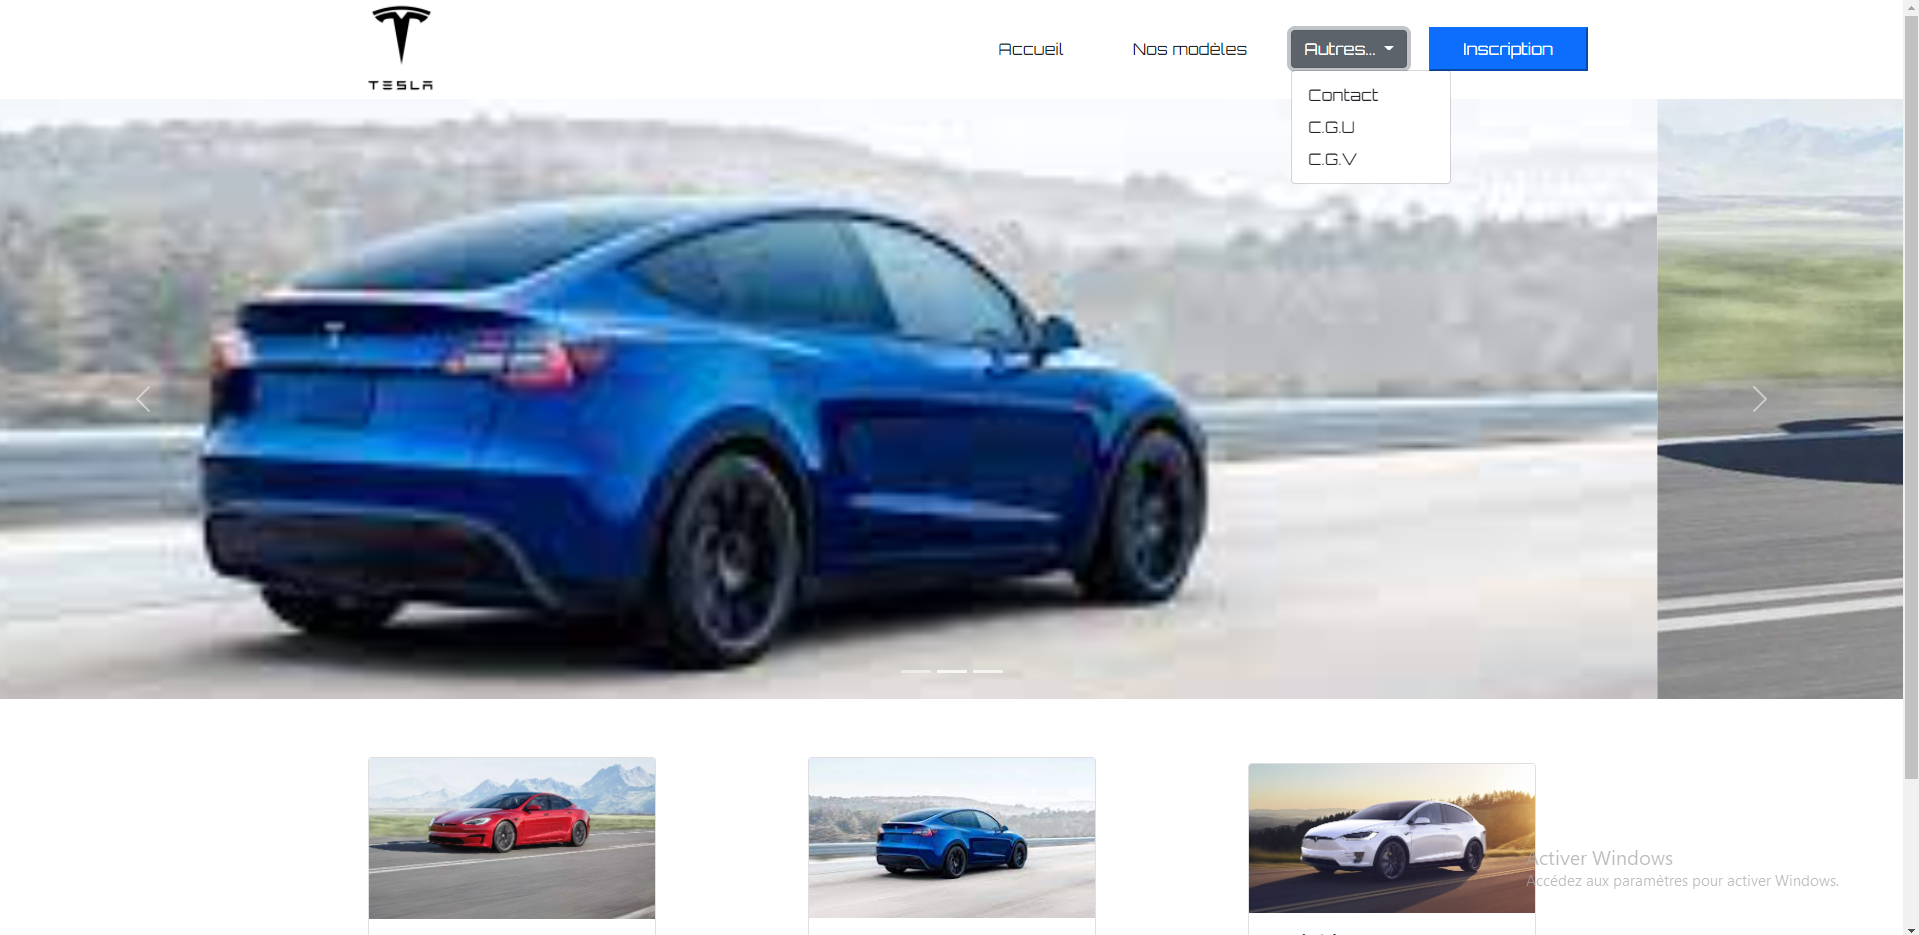 TESLA
Accueil
Nos modèles
Autres...
Inscription
Contact
C.G.U
C.G.V
Activer Windows
Accédez aux paramètres pour activer Windows.